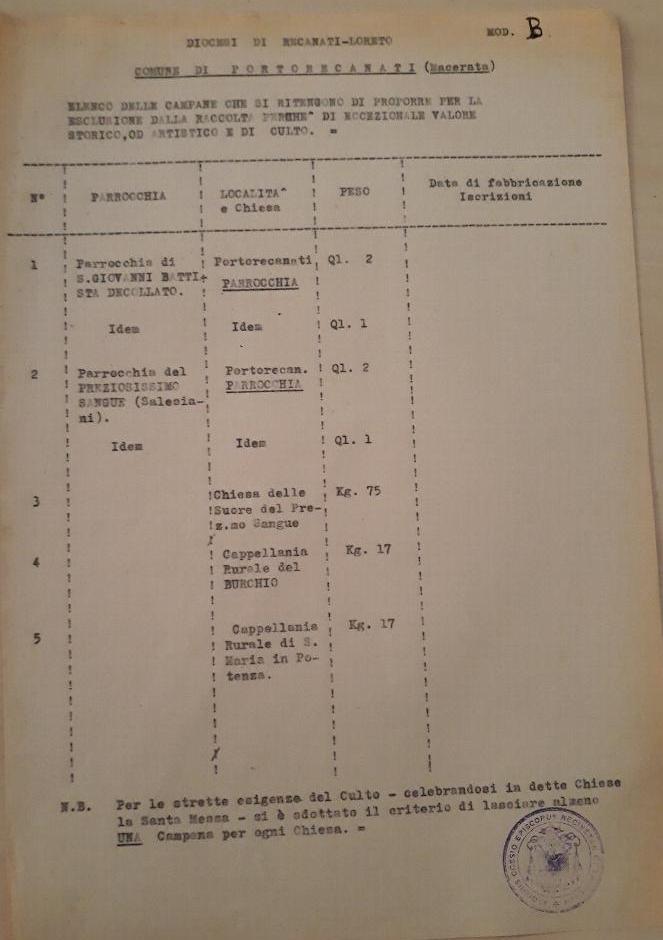 DIOCESI DI RECANATI-LORETO
MOD. B
COMUNE DI PORTORECANATI (Macerata)
ELENCO DELLE CAMPANE CHE SI RITENGONO DI PROPORRE PER LA
ESCLUSIONE DALLA RACCOLTA PERCHE^ DI ECCEZIONALE VALORE
STORICO,OD ARTISTICO E DI CULTO. =
N° PARROCCHIA LOCALITA^ e Chiesa PESO Data di fabbricazione Iscrizioni
1 Parrocchia di Portorecanati Ql. 2
S.GIOVANNI BATTI- PARROCCHIA
STA DECOLLATO.
Idem Idem Ql. 1
2 Parrocchia del Portorecan. Ql. 2
PREZIOSISSIMO PARROCCHIA
SANGUE (Salesia-
ni).
Idem Idem Ql. 1
3 Chiesa delle Kg. 75
Suore del Pre-
z.mo Sangue
4 Cappellania Kg. 17
Rurale del
BURCHIO
5 Cappellania Kg. 17
Rurale di S.
Maria in Po-
tenza.
N.B. Per le strette esigenze del Culto - celebrandosi in dette Chiese
la Santa Messa - si è adottato il criterio di lasciare almeno
UNA Campana per ogni Chiesa. =